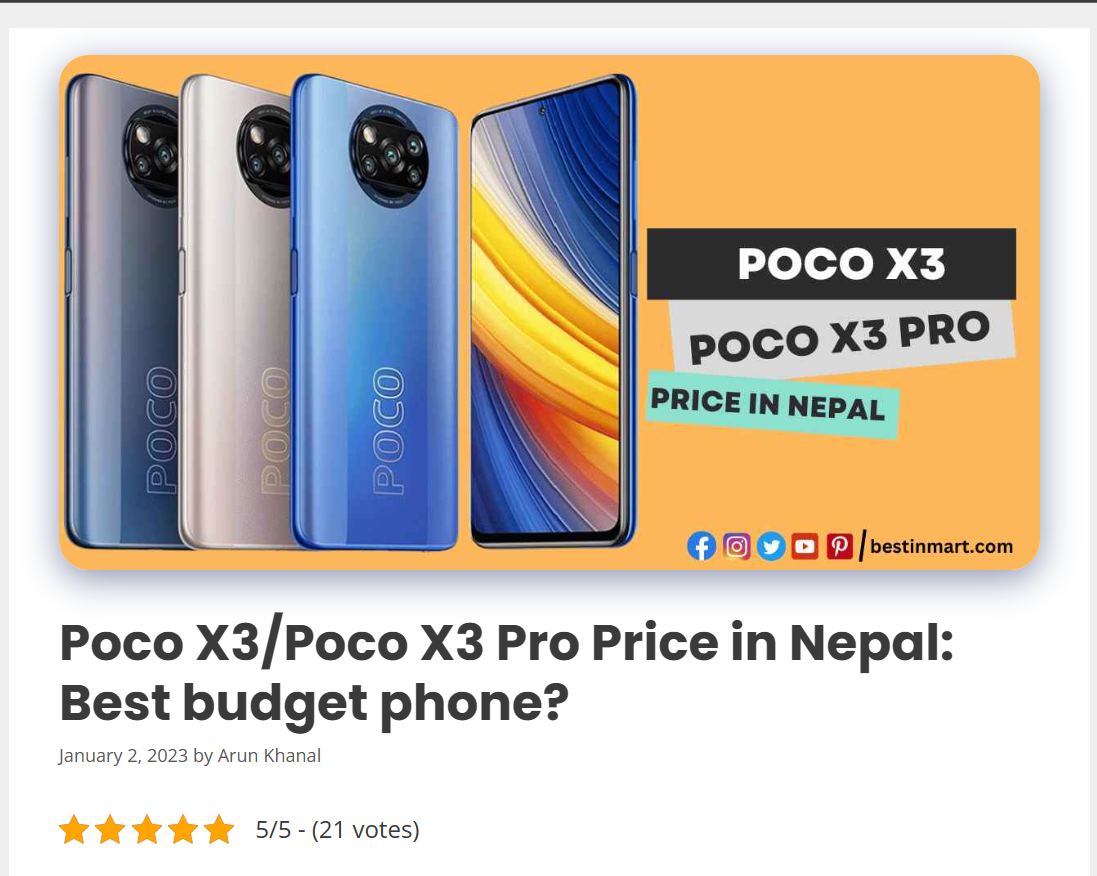 POCO
POCO
POCO
POCO X3
POCO X3 PRO
PRICE IN NEPAL
bestinmart.com
Poco X3/Poco X3 Pro Price in Nepal:
Best budget phone?
January 2, 2023 by Arun Khanal
5/5 - (21 votes)